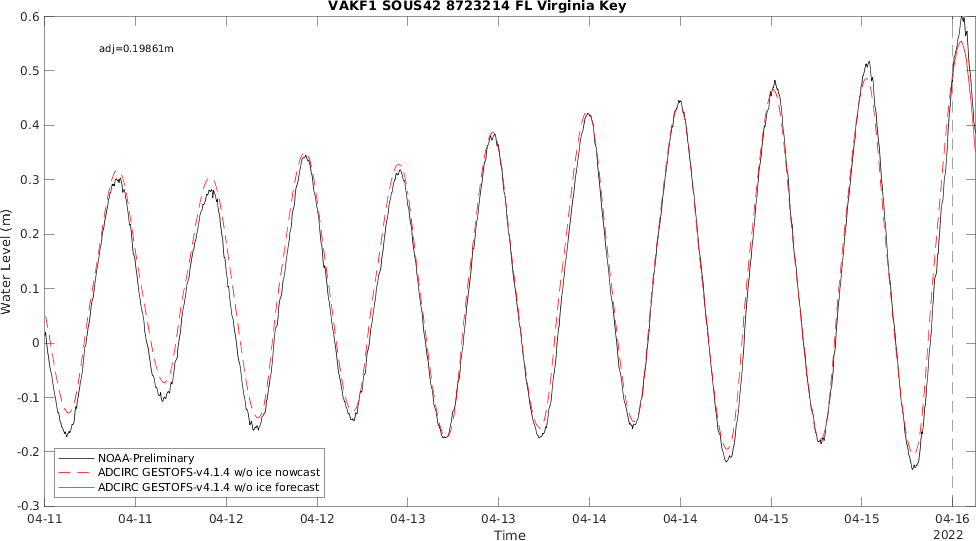 VAKF1 SOUS42 8723214 FL Virginia Key
adj=0.19861m
0.6
0.5
0.4
0.3
0.2
0.1
0
-0.1
-0.2
-0.3
Water Level (m)
NOAA-Preliminary
ADCIRC GESTOFS-v4.1.4 w/o ice nowcast
ADCIRC GESTOFS-v4.1.4 w/o ice forecast
04-11 04-11 04-12 04-12 04-13 04-13 04-14 04-14 04-15 04-15 04-16
Time
2022